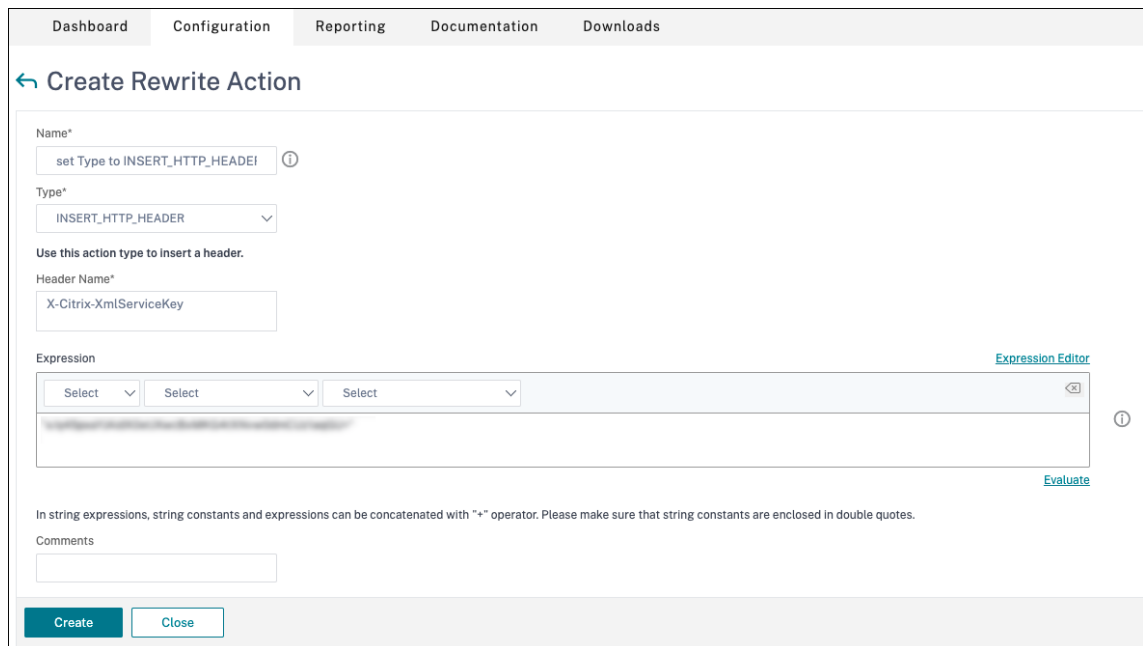 Dashboard Configuration Reporting Documentation Downloads
Create Rewrite Action
Name*
set Type to INSERT_HTTP_HEADER
Type*
INSERT_HTTP_HEADER
Use this action type to insert a header.
Header Name*
X-Citrix-XmlServiceKey
Expression Expression Editor
Select Select Select
Evaluate
In string expressions, string constants and expressions can be concatenated with "+" operator. Please make sure that string constants are enclosed in double quotes.
Comments
Create Close